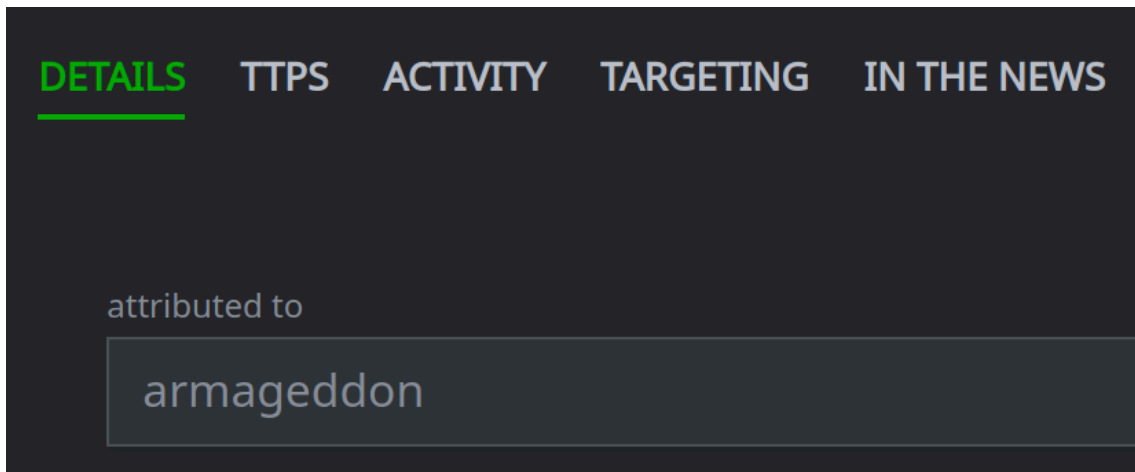 DETAILS TTPS ACTIVITY TARGETING IN THE NEWS
attributed to
armageddon